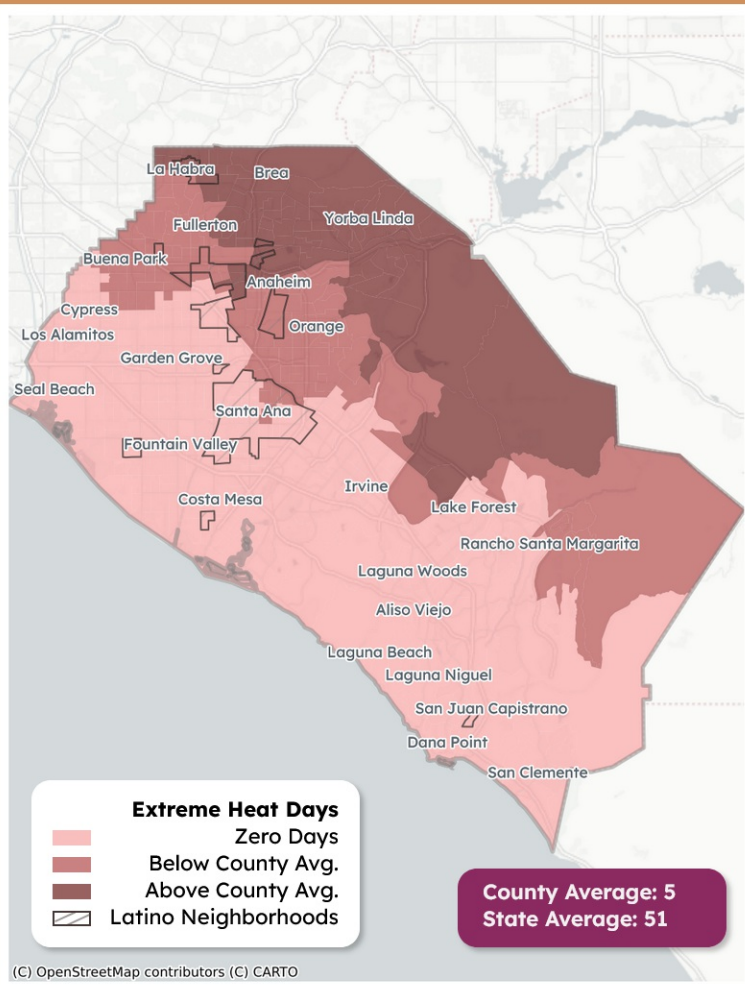 La Habra
Brea
Yorba Linda
Fullerton
Buena Park
Anaheim
Cypress
Orange
Los Alamitos
Garden Grove
Seal Beach
Santa Ana
Fountain Valley
Irvine
Costa Mesa
Lake Forest
Rancho Santa Margarita
Laguna Woods
Aliso Viejo
Laguna Beach
Laguna Niguel
San Juan Capistrano
Dana Point
San Clemente
Extreme Heat Days
Zero Days
Below County Avg.
Above County Avg.
Latino Neighborhoods
County Average: 5
State Average: 51
(C) OpenStreetMap contributors (C) CARTO